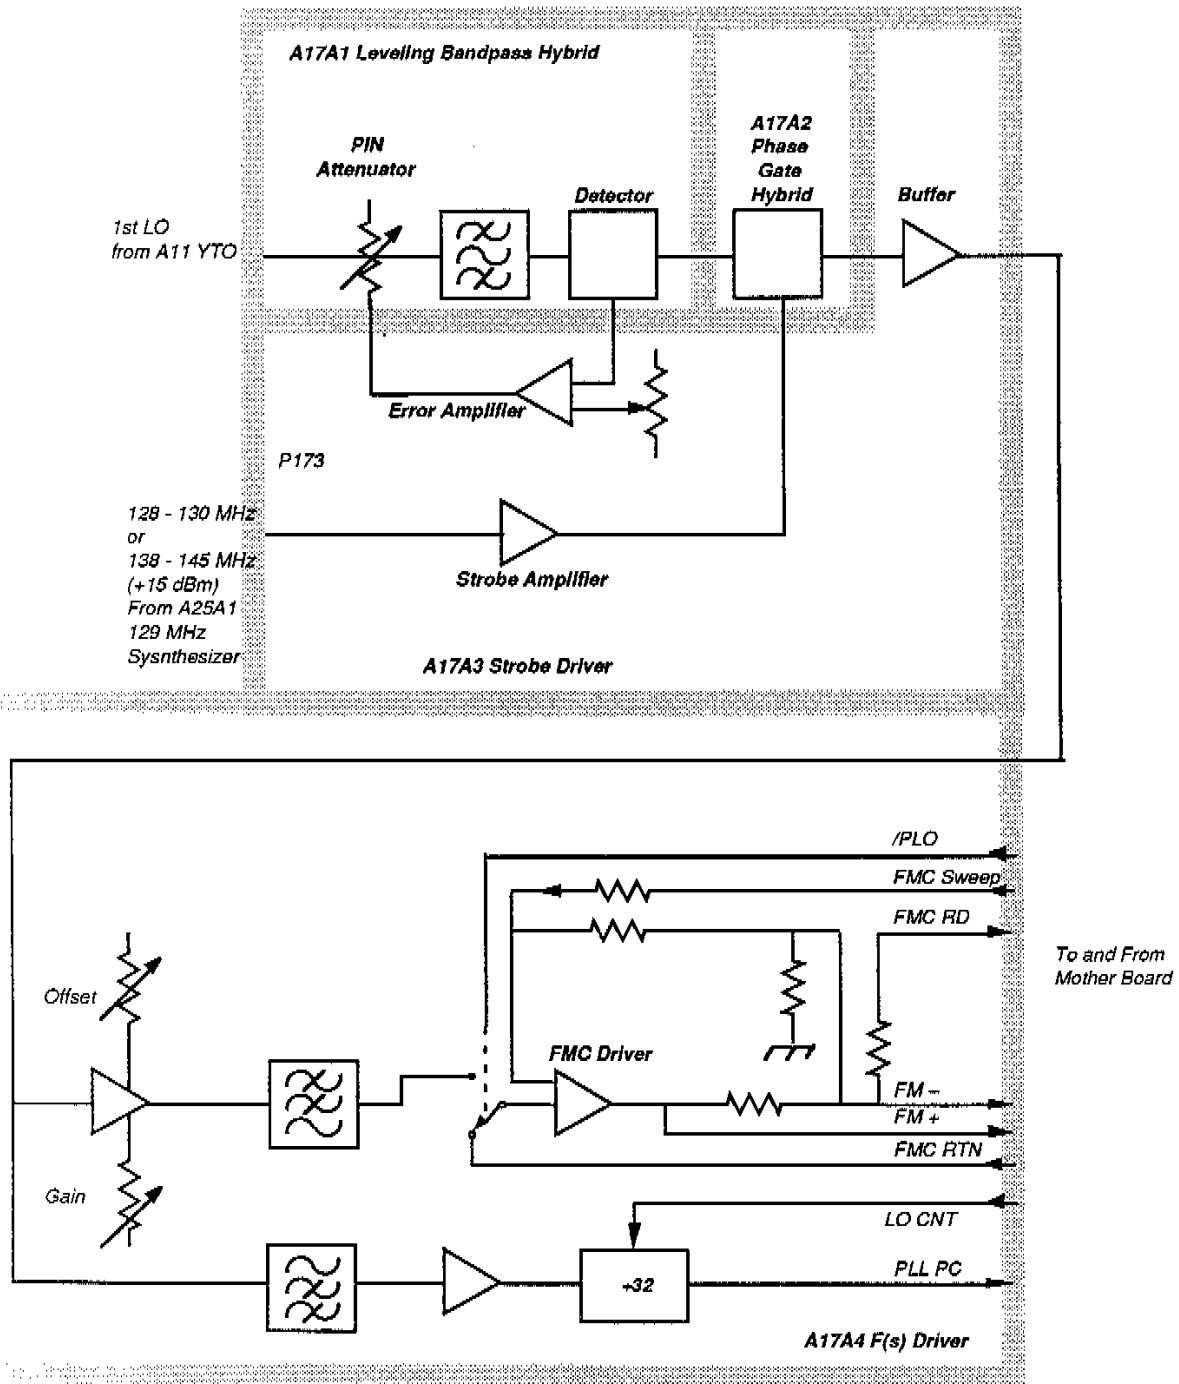 A17A1 Leveling Bandpass Hybrid
A17A2
Phase
Gate
Hybrid
PIN
Attenuator
Detector
Buffer
1st LO
from A11 YTO
Error Amplifier
P173
128 - 130 MHz
or
138 - 145 MHz
(+15 dBm)
From A25A1
129 MHz
Sysnthesizer
Strobe Amplifier
A17A3 Strobe Driver
/PLO
FMC Sweep
FMC RD
To and From
Mother Board
Offset
FMC Driver
FM –
FM +
FMC RTN
Gain
LO CNT
PLL PC
÷32
A17A4 F(s) Driver